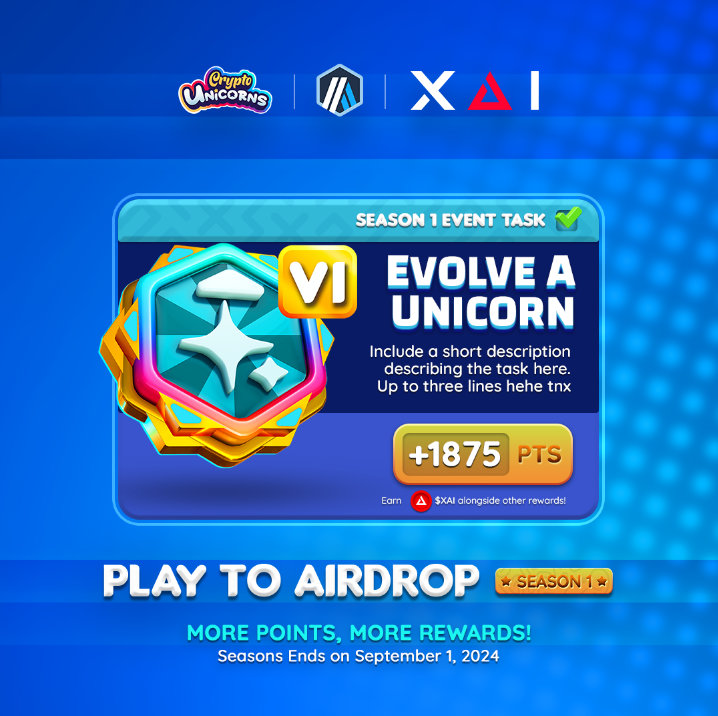 Crypto
UNICORNS
XAI
SEASON 1 EVENT TASK
VI
EVOLVE A
UNICORN
Include a short description
describing the task here.
Up to three lines hehe tnx
+1875 PTS
Earn $XAI alongside other rewards!
PLAY TO AIRDROP
SEASON 1
MORE POINTS, MORE REWARDS!
Seasons Ends on September 1, 2024